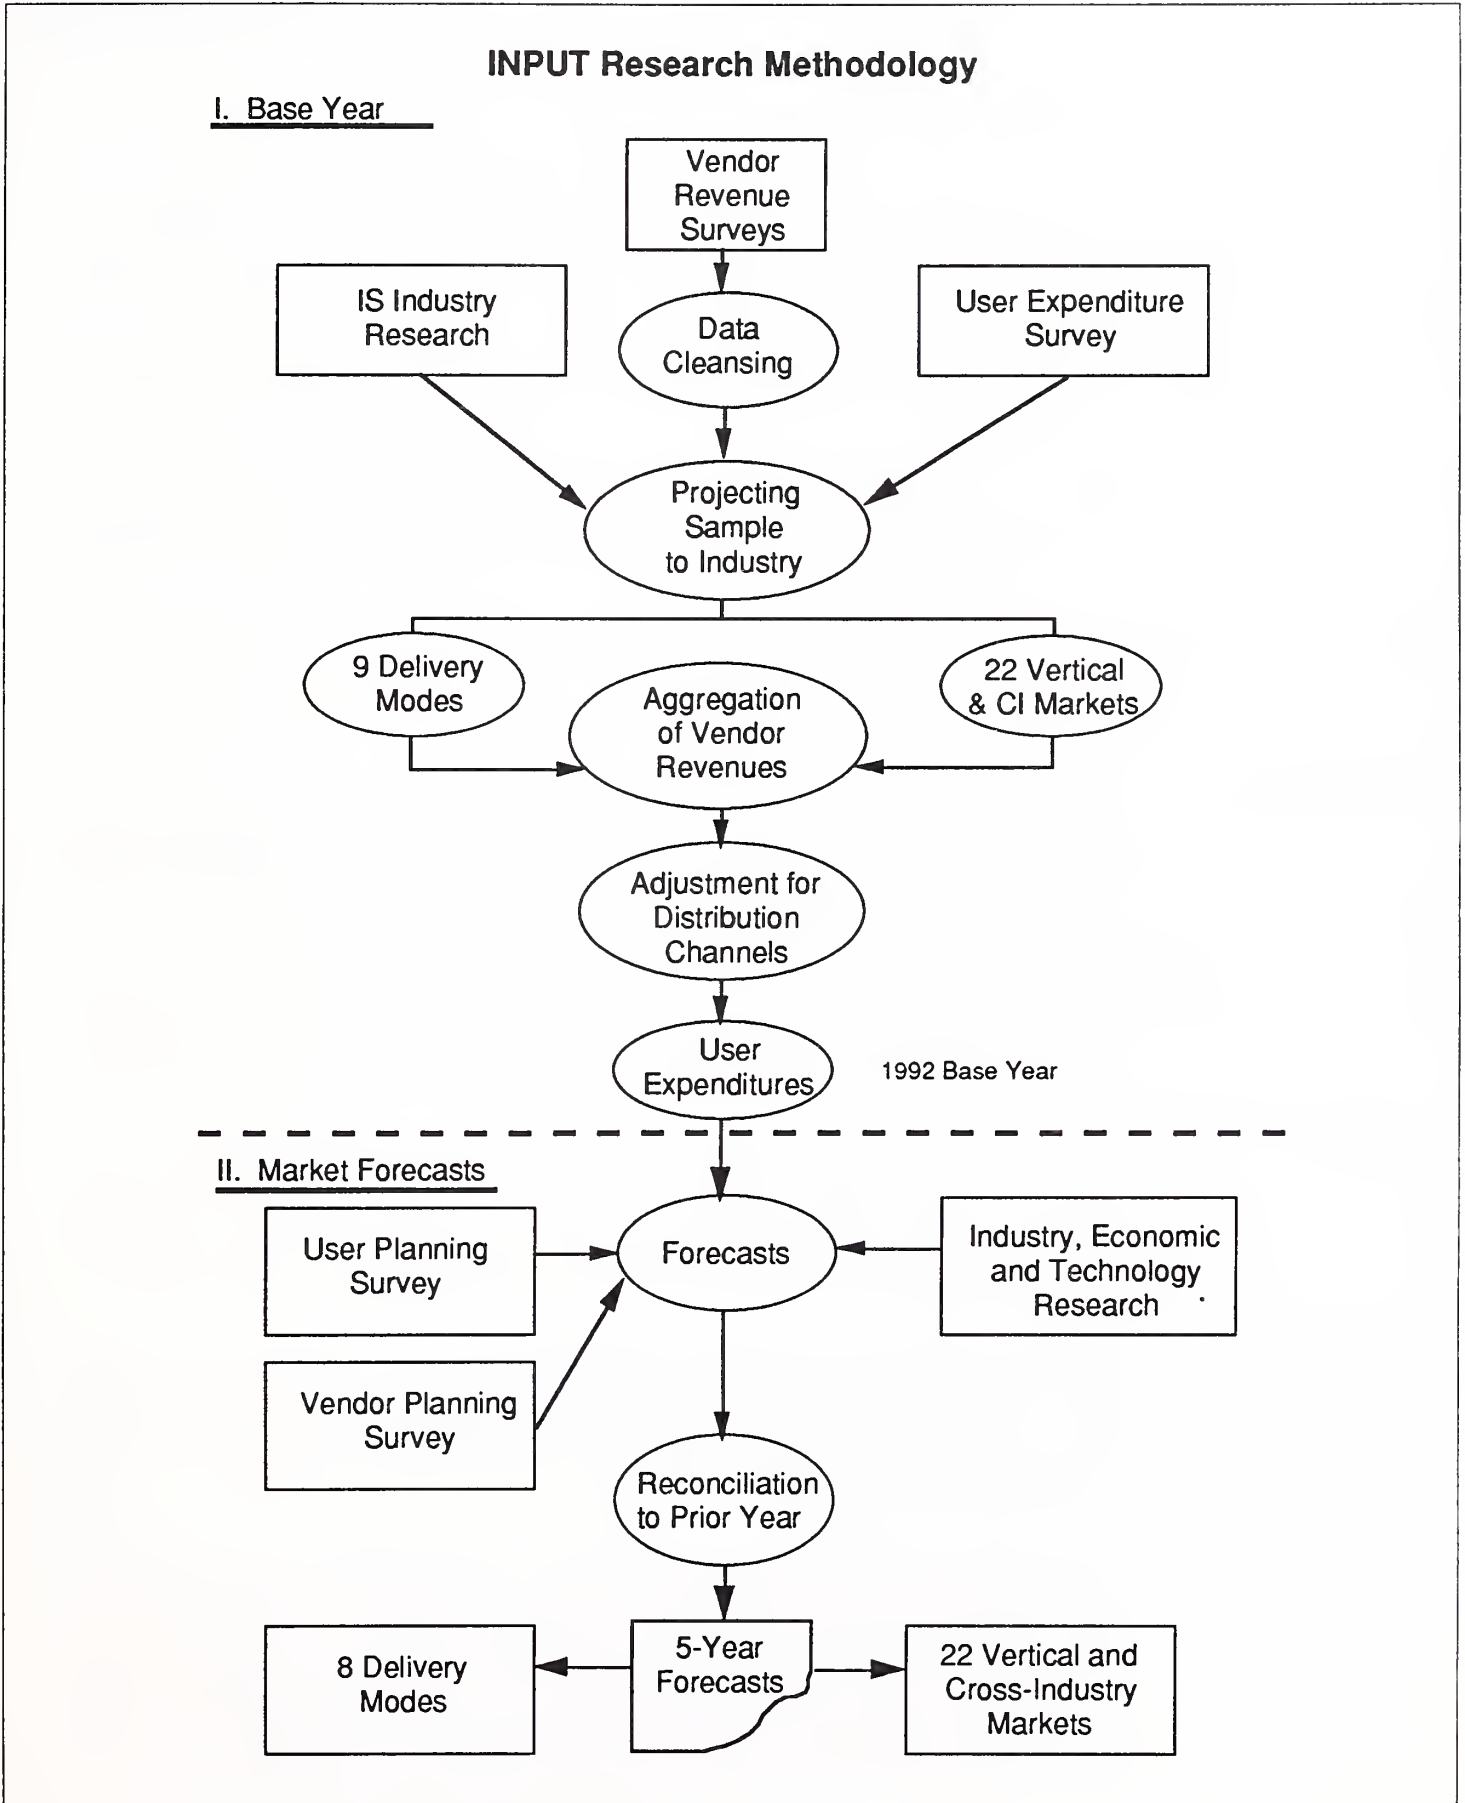 INPUT Research Methodology
I. Base Year
Vendor
Revenue
Surveys
IS Industry
Research
Data
Cleansing
User Expenditure
Survey
Projecting
Sample
to Industry
9 Delivery
Modes
Aggregation
of Vendor
Revenues
22 Vertical
& CI Markets
Adjustment for
Distribution
Channels
User
Expenditures
1992 Base Year
II. Market Forecasts
User Planning
Survey
Forecasts
Industry, Economic
and Technology
Research
Vendor Planning
Survey
Reconciliation
to Prior Year
8 Delivery
Modes
5-Year
Forecasts
22 Vertical and
Cross-Industry
Markets